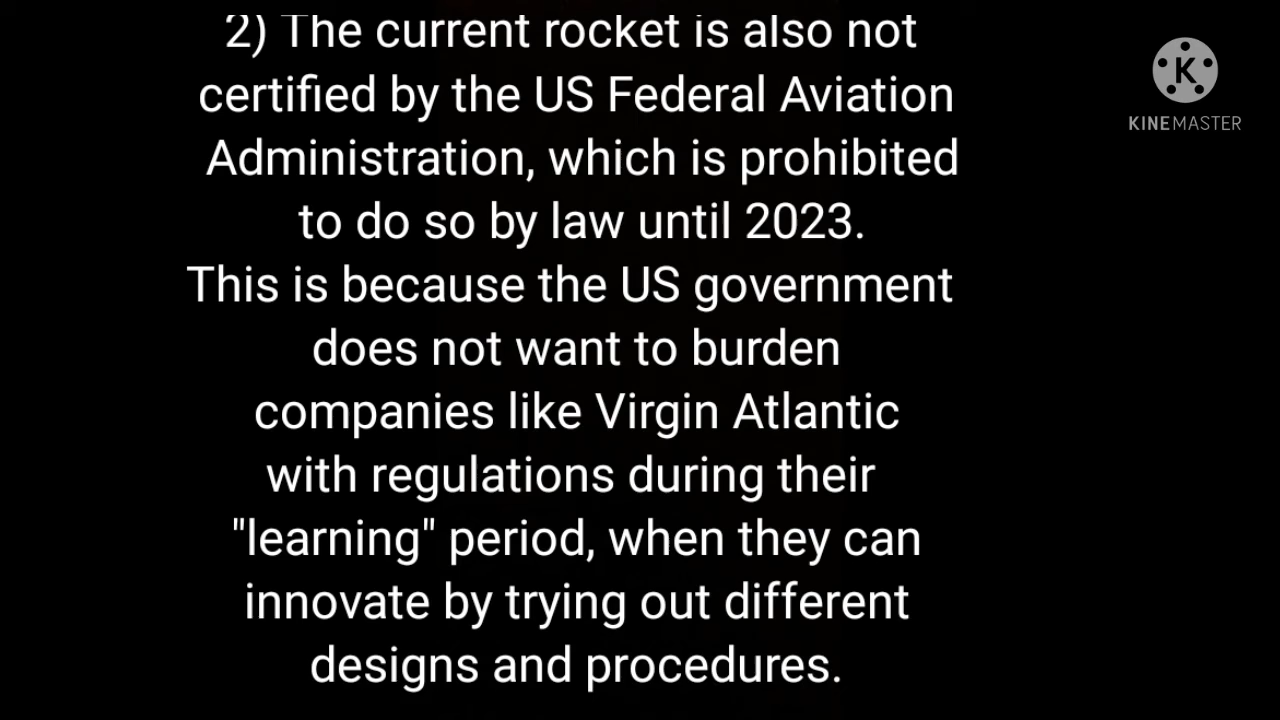 2) The current rocket is also not
certified by the US Federal Aviation
Administration, which is prohibited
to do so by law until 2023.
This is because the US government
does not want to burden
companies like Virgin Atlantic
with regulations during their
"learning" period, when they can
innovate by trying out different
designs and procedures.
K
KINEMASTER